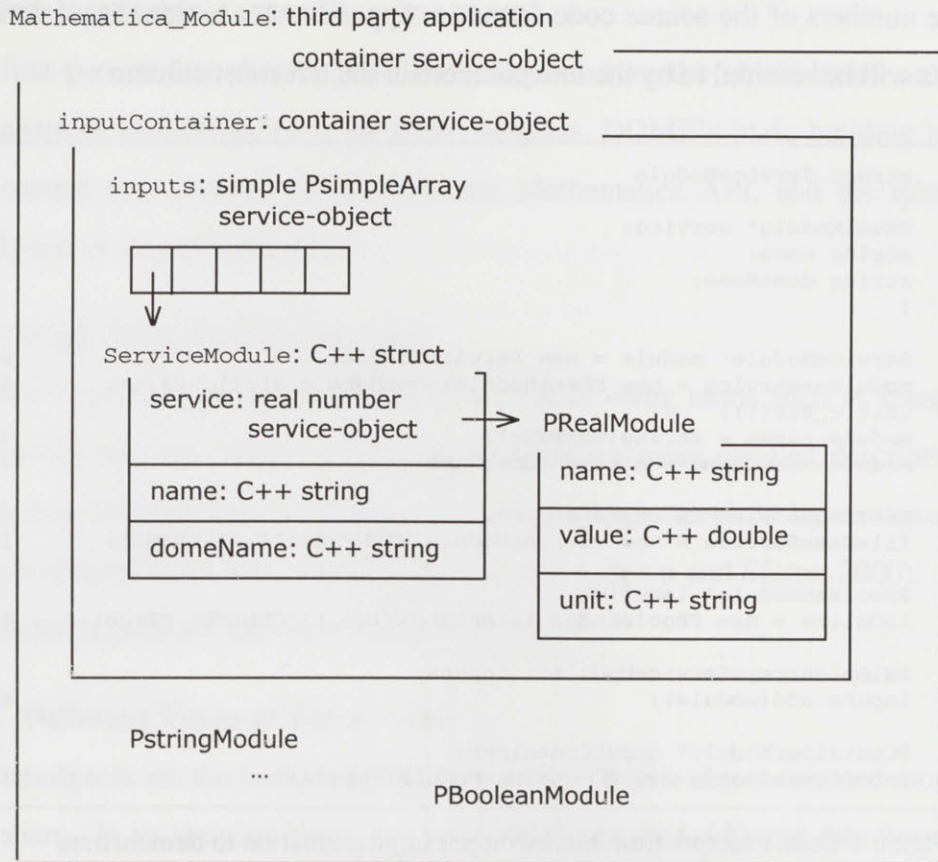 Mathematica_Module: third party application
container service-object
inputContainer: container service-object
inputs: simple PsimpleArray
service-object
ServiceModule: C++ struct
service: real number
service-object
name: C++ string
domeName: C++ string
PRealModule
name: C++ string
value: C++ double
unit: C++ string
PstringModule
...
PBooleanModule